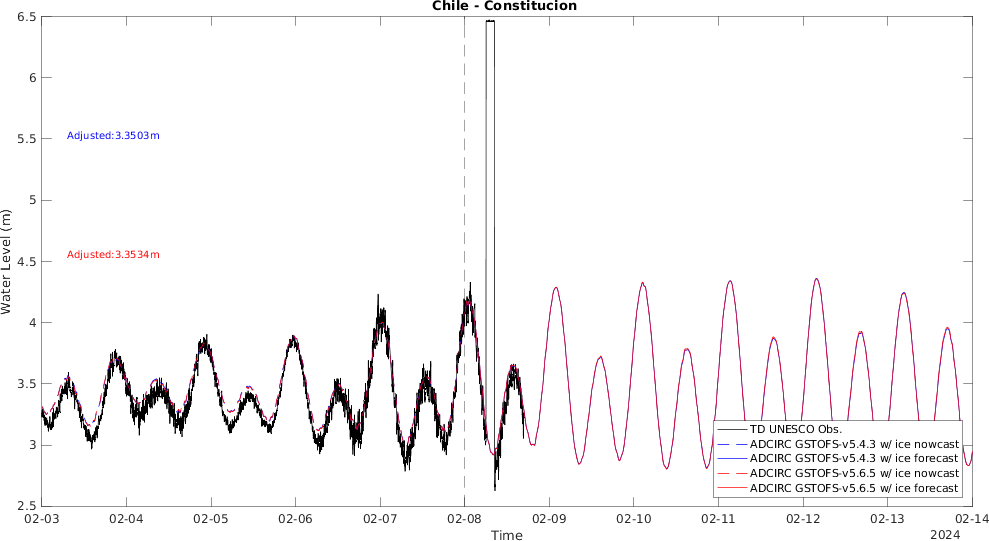 Chile - Constitucion
6.5
6
5.5
5
4.5
4
3.5
3
2.5
Water Level (m)
Adjusted:3.3503m
Adjusted:3.3534m
TD UNESCO Obs.
ADCIRC GSTOFS-v5.4.3 w/ ice nowcast
ADCIRC GSTOFS-v5.4.3 w/ ice forecast
ADCIRC GSTOFS-v5.6.5 w/ ice nowcast
ADCIRC GSTOFS-v5.6.5 w/ ice forecast
02-03 02-04 02-05 02-06 02-07 02-08 02-09 02-10 02-11 02-12 02-13 02-14
Time
2024